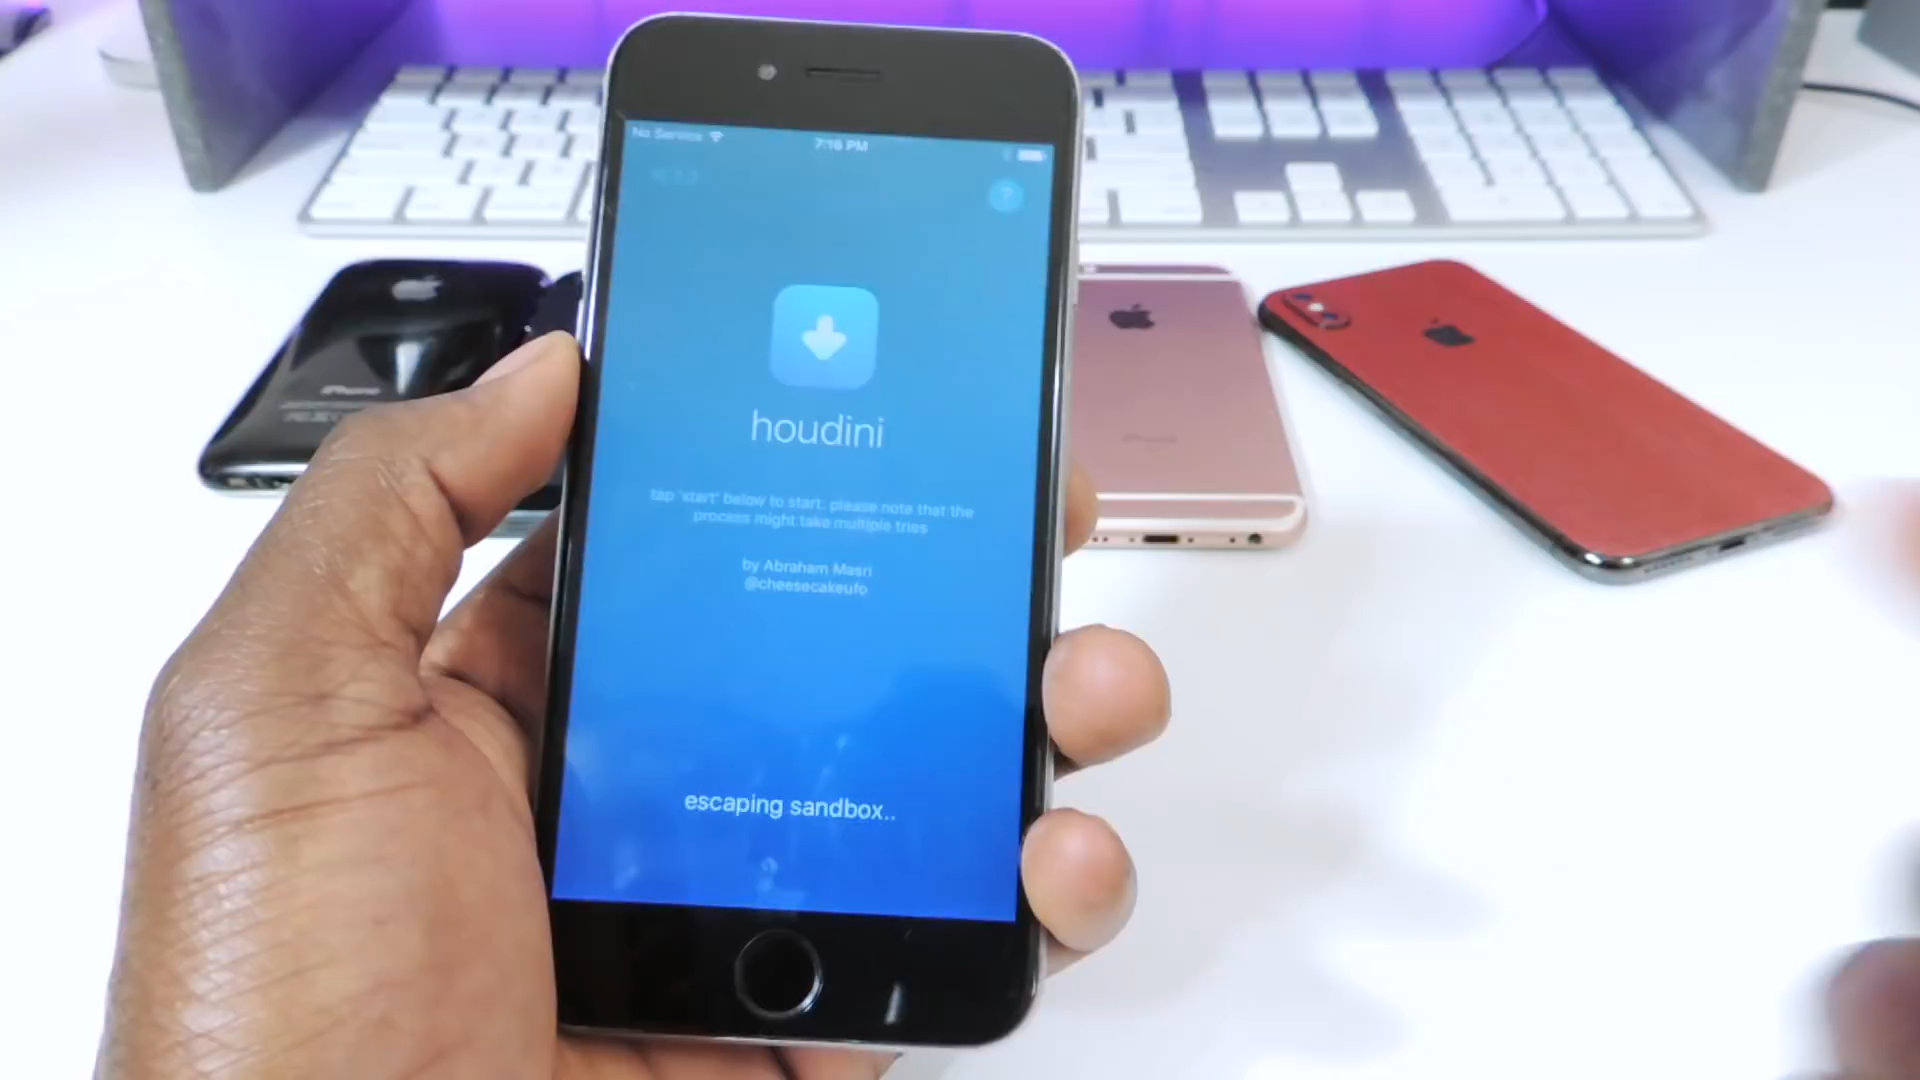 No Service
7:16 PM
?
houdini
tap 'start' below to start. please note that the
process might take multiple tries
by Abraham Masri
@cheesecakeufo
escaping sandbox..
iPhone